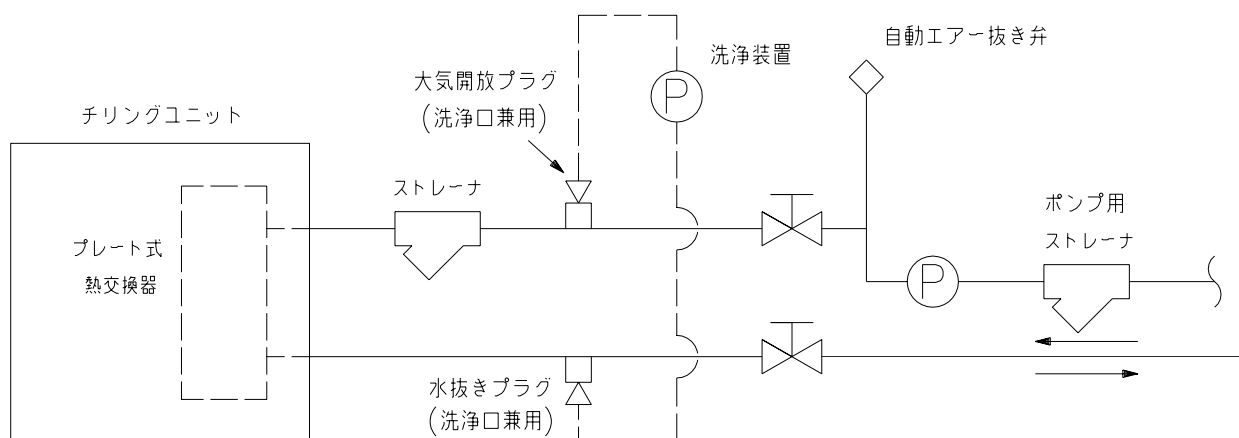 自動エアー抜き弁
洗浄装置
大気開放プラグ
(洗浄口兼用)
P
チリングユニット
ストレーナ
ポンプ用
ストレーナ
プレート式
熱交換器
P
水抜きプラグ
(洗浄口兼用)